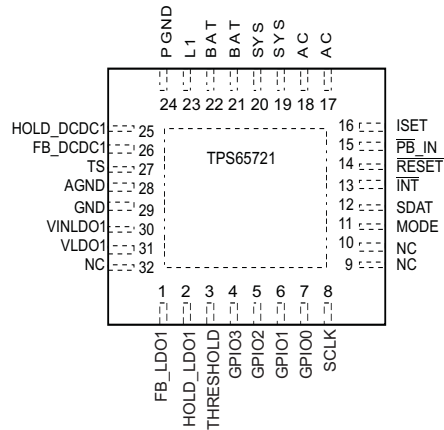 PGND
L1
BAT
BAT
SYS
SYS
AC
AC
24 23 22 21 20 19 18 17
HOLD_DCDC1 25
FB_DCDC1 26
TS 27
AGND 28
GND 29
VINLDO1 30
VLDO1 31
NC 32
TPS65721
16 ISET
15 PB_IN
14 RESET
13 INT
12 SDAT
11 MODE
10 NC
9 NC
1 2 3 4 5 6 7 8
FB_LDO1
HOLD_LDO1
THRESHOLD
GPIO3
GPIO2
GPIO1
GPIO0
SCLK